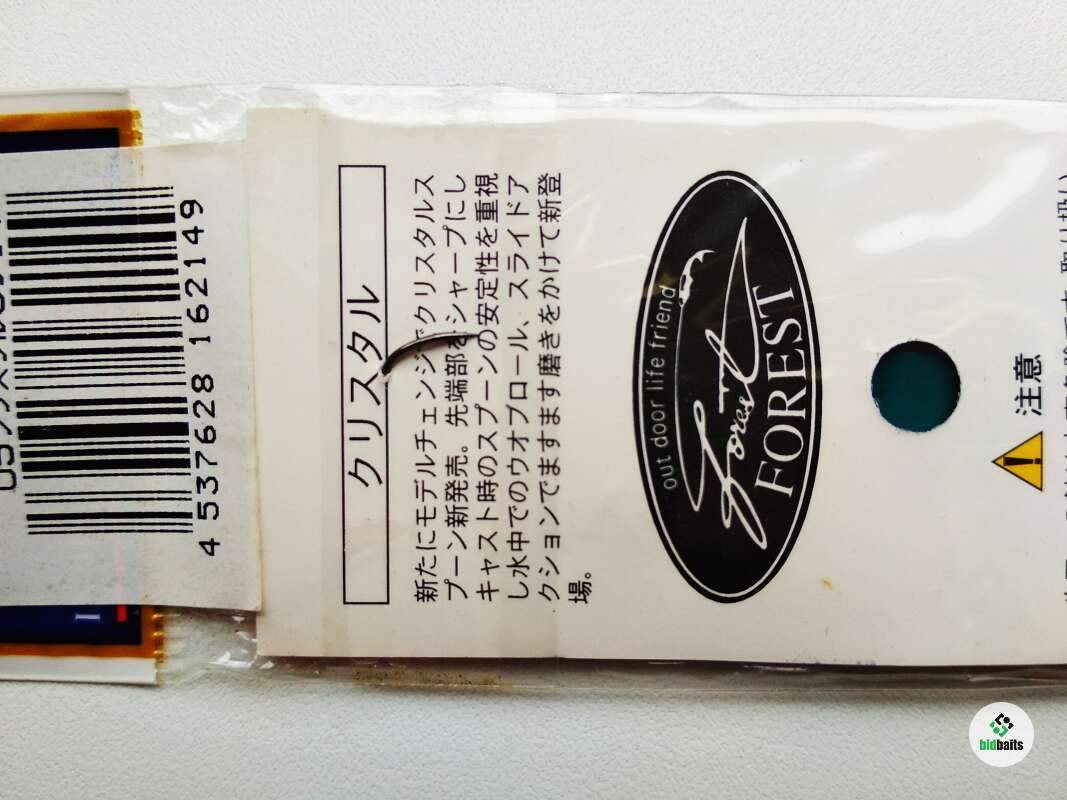 クリスタル
新たにモデルチェンジでクリスタルス
プーン新発売。先端部をシャープにし
キャスト時のスプーンの安定性を重視
し水中でのウオブロール、スライドア
クションでますます磨きをかけて新登
場。
out door life friend
Forest
FOREST
注意
4 537628 162149
bidbaits